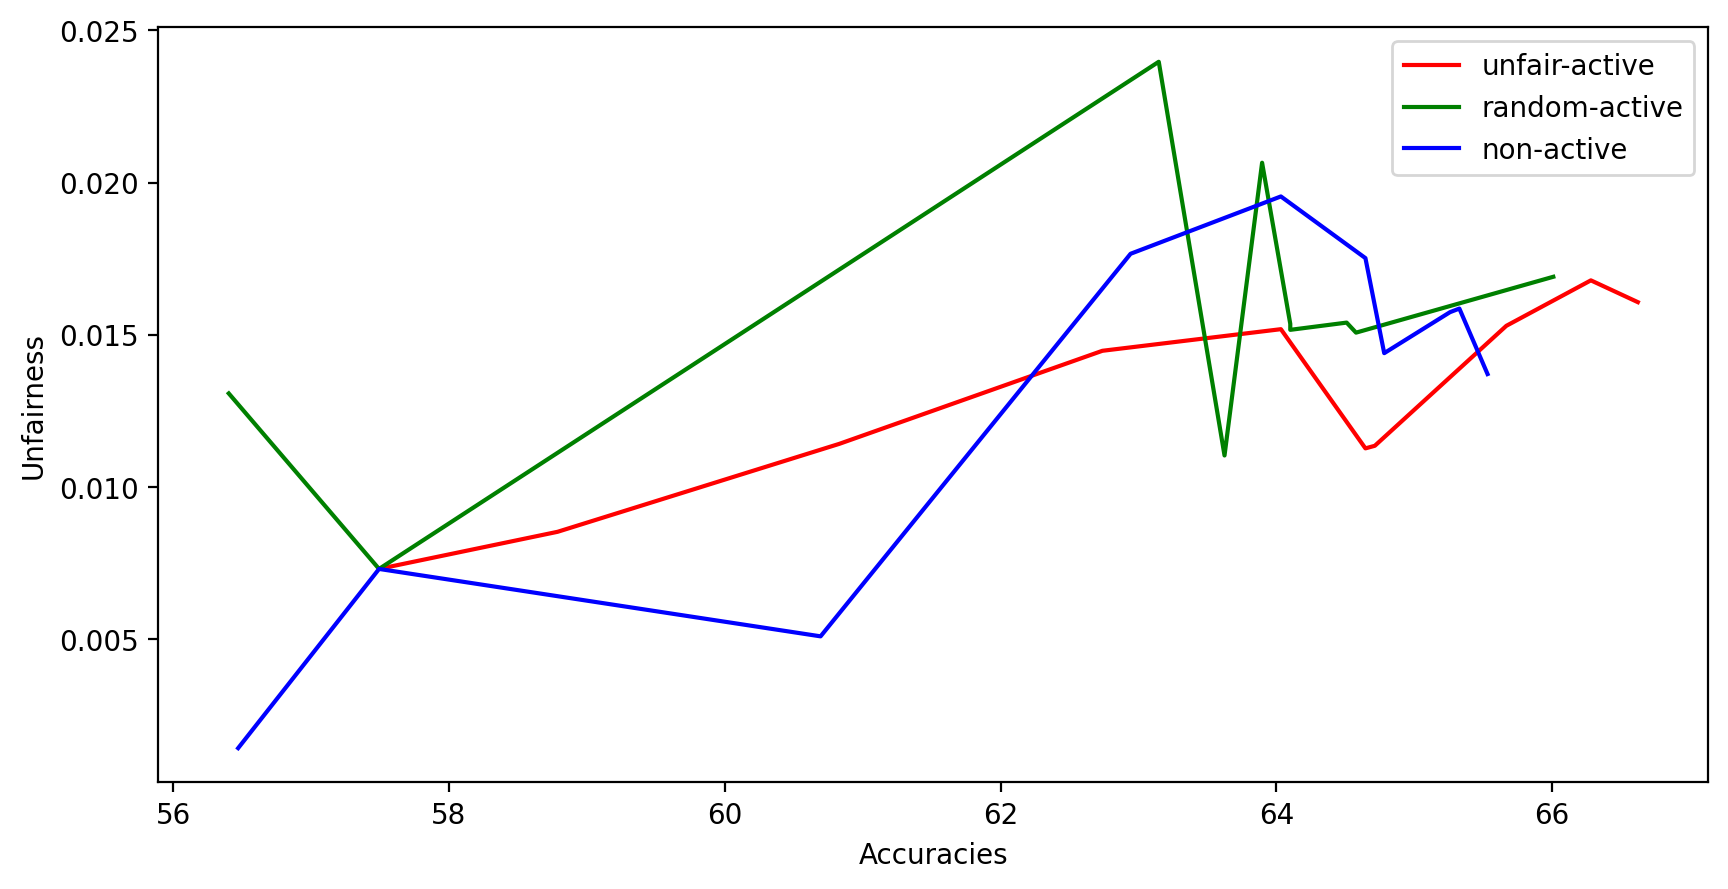 0.025
0.020
0.015
0.010
0.005
Unfairness
unfair-active
random-active
non-active
56 58 60 62 64 66
Accuracies